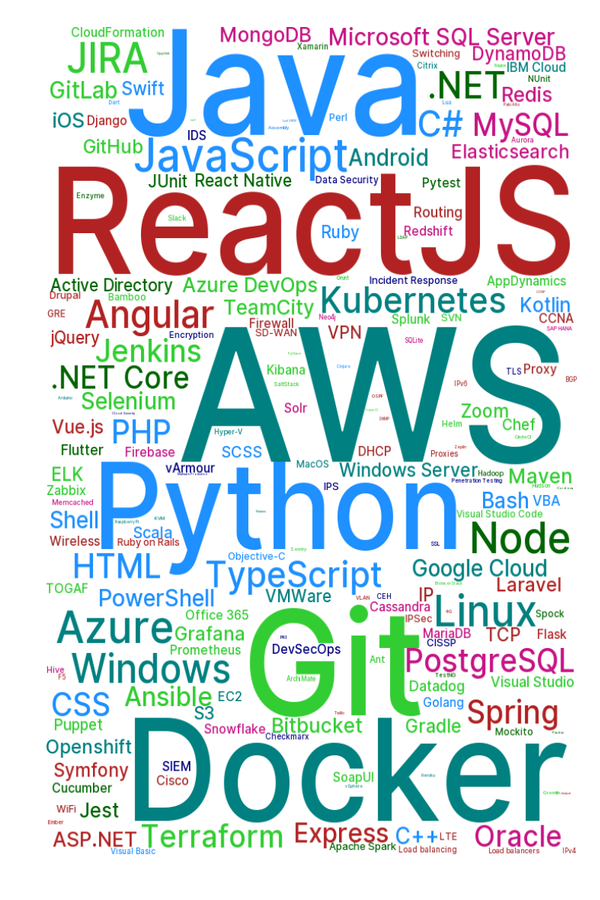 CloudFormation
MongoDB
Microsoft SQL Server
Xamarin
JIRA
Java
Switching
DynamoDB
Citrix
IBM Cloud
NUnit
GitLab
Swift
.NET
Redis
iOS
Django
IDS
Perl
C#
MySQL
Aurora
GitHub
JavaScript
Android
Elasticsearch
JUnit
React Native
Data Security
Pytest
Enzyme
ReactJS
Slack
Ruby
Routing
Redshift
Active Directory
Azure DevOps
Incident Response
AppDynamics
Drupal
Bamboo
Kubernetes
Kotlin
GRE
Angular
TeamCity
Firewall
Neo4j
Splunk
SVN
CCNA
SAP HANA
jQuery
Encryption
SD-WAN
VPN
SQLite
Jenkins
AWS
.NET Core
Kibana
SaltStack
IPv6
TLS
Proxy
BGP
Selenium
Solr
Zoom
Vue.js
PHP
Hyper-V
Helm
Chef
Flutter
Firebase
SCSS
DHCP
Proxies
ELK
vArmour
MacOS
Windows Server
Hadoop
Penetration Testing
Maven
Zabbix
Python
IPS
Memcached
Bash
VBA
Shell
Scala
Visual Studio Code
Wireless
Ruby on Rails
SSL
Node
HTML
Objective-C
TypeScript
Google Cloud
TOGAF
PowerShell
VMWare
VLAN
CEH
IP
Laravel
Office 365
Cassandra
IPSec
Linux
Spock
Azure
Grafana
Git
MariaDB
CISSP
TCP
Flask
Prometheus
DevSecOps
PKI
Ant
PostgreSQL
Hive
F5
Windows
ArchiMate
TestNG
Datadog
Visual Studio
CSS
Ansible
EC2
Golang
S3
Spring
Puppet
Snowflake
Bitbucket
Gradle
Mockito
Checkmarx
Openshift
Docker
Symfony
SIEM
Cisco
SoapUI
Cucumber
WiFi
Jest
Ember
ASP.NET
Terraform
Express
C++
LTE
Oracle
Visual Basic
Apache Spark
Load balancing
Load balancers
IPv4